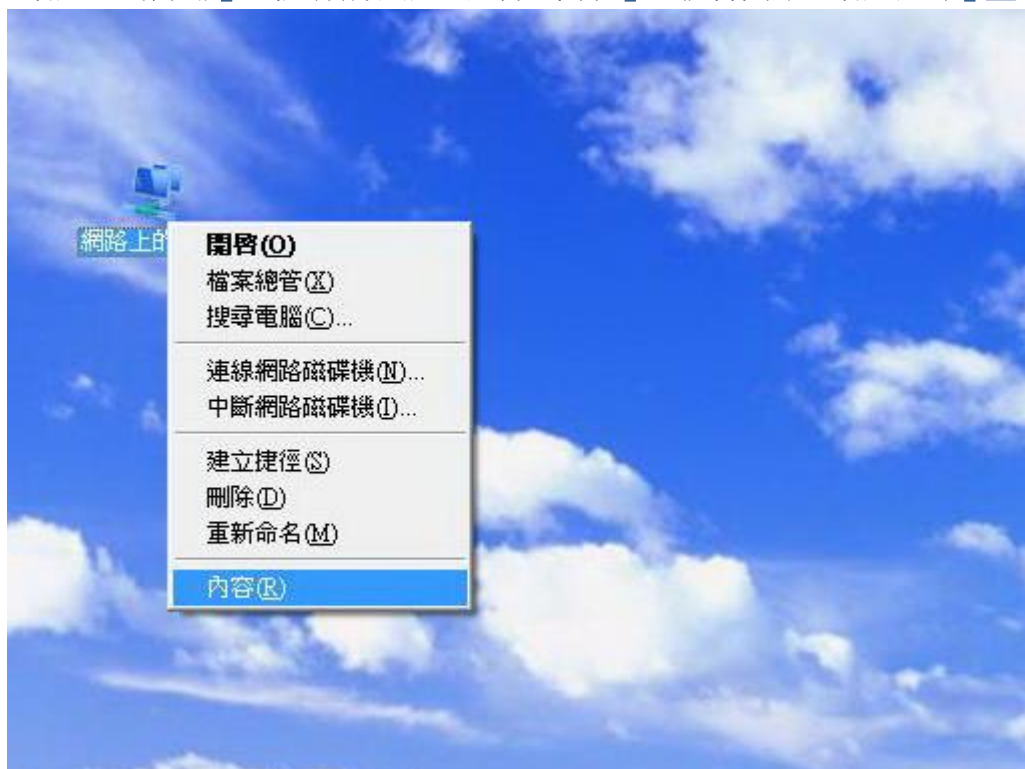 網路上的
開啓(O)
檔案總管(X)
搜尋電腦(C)...
連線網路磁碟機(N)...
中斷網路磁碟機(I)...
建立捷徑(S)
刪除(D)
重新命名(M)
內容(R)